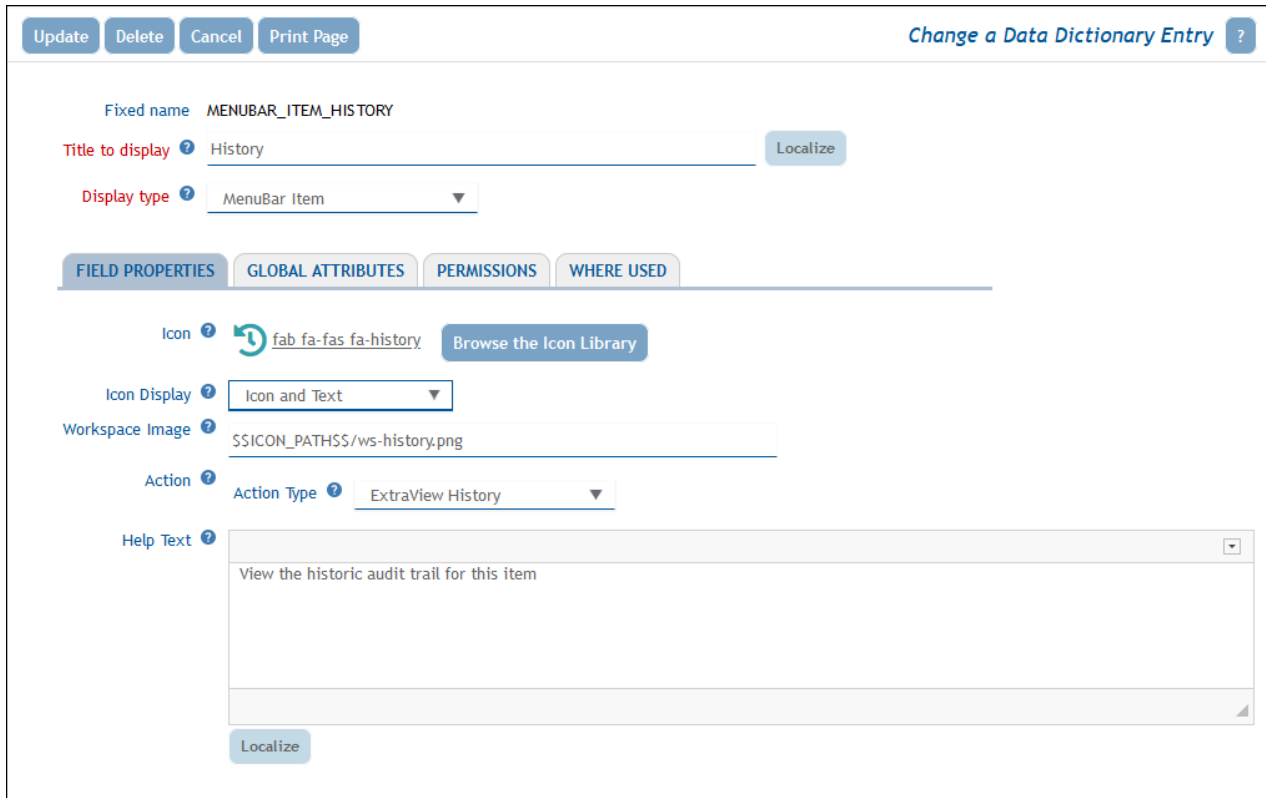 Update Delete Cancel Print Page Change a Data Dictionary Entry ?
Fixed name MENUBAR_ITEM_HISTORY
Title to display ? History Localize
Display type ? MenuBar Item
FIELD PROPERTIES GLOBAL ATTRIBUTES PERMISSIONS WHERE USED
Icon ? fab fa-fas fa-history Browse the Icon Library
Icon Display ? Icon and Text
Workspace Image ? $$ICON_PATH$$/ws-history.png
Action ? Action Type ? ExtraView History
Help Text ?
View the historic audit trail for this item
Localize